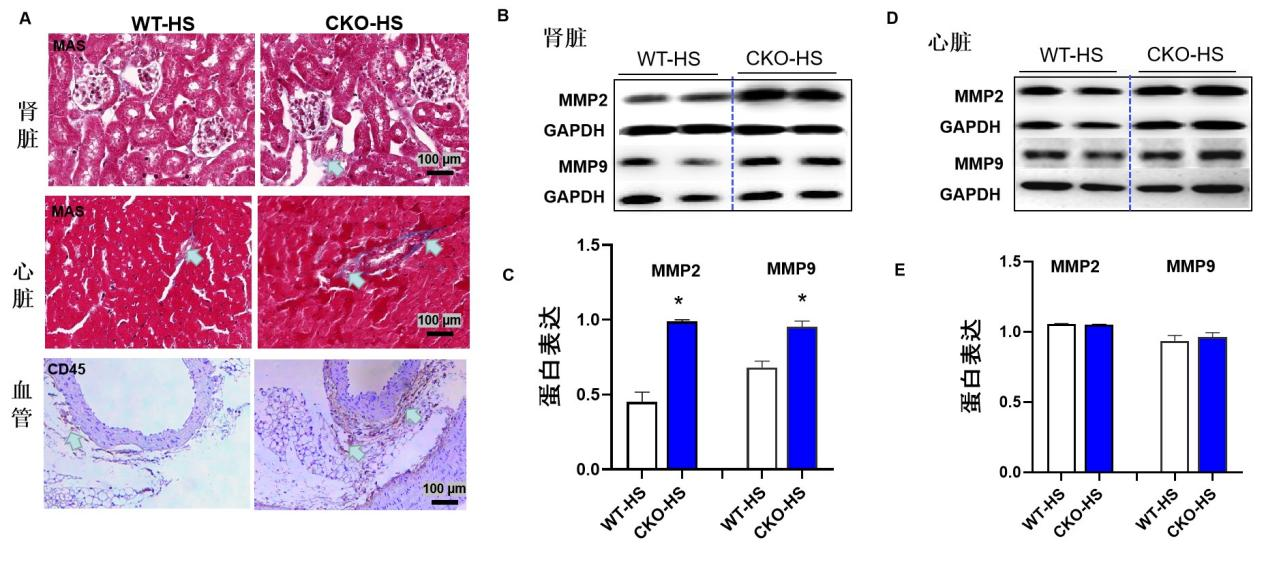 A
WT-HS
CKO-HS
MAS
100 µm
肾脏
MAS
100 µm
心脏
CD45
100 µm
血管
B
肾脏
WT-HS
CKO-HS
MMP2
GAPDH
MMP9
GAPDH
C
1.5
1.0
0.5
0.0
蛋白表达
MMP2
MMP9
*
*
WT-HS
CKO-HS
WT-HS
CKO-HS
D
心脏
WT-HS
CKO-HS
MMP2
GAPDH
MMP9
GAPDH
E
1.5
1.0
0.5
0.0
蛋白表达
MMP2
MMP9
WT-HS
CKO-HS
WT-HS
CKO-HS